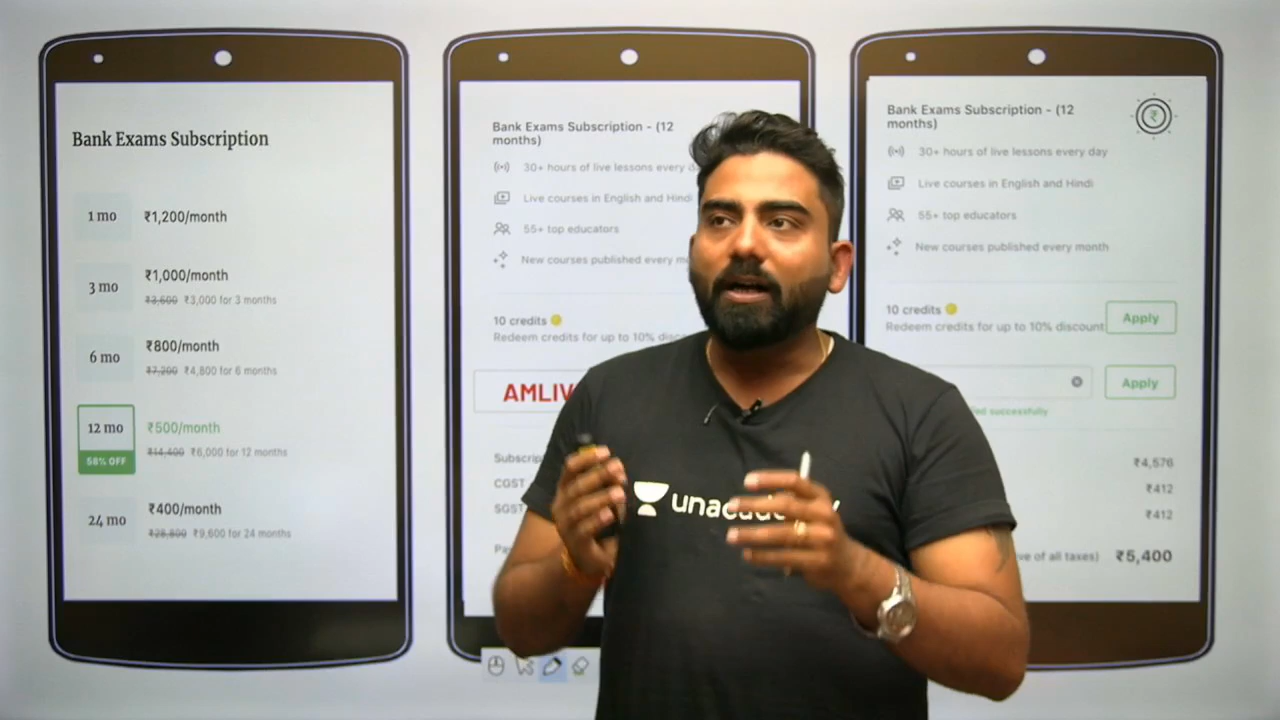 Bank Exams Subscription
1 mo
₹1,200/month
3 mo
₹1,000/month
₹3,600 ₹3,000 for 3 months
6 mo
₹800/month
₹7,200 ₹4,800 for 6 months
12 mo
₹500/month
58% OFF
₹14,400 ₹6,000 for 12 months
24 mo
₹400/month
₹28,800 ₹9,600 for 24 months
Bank Exams Subscription - (12
months)
30+ hours of live lessons every
Live courses in English and Hindi
55+ top educators
New courses published every
10 credits
Redeem credits for up to 10%
CGST
SGST
Bank Exams Subscription - (12
months)
₹
30+ hours of live lessons every day
Live courses in English and Hindi
55+ top educators
New courses published every month
10 credits
Redeem credits for up to 10% discount
Apply
Apply
successfully
₹4,576
₹412
₹412
of all taxes)
₹5,400
unacademy